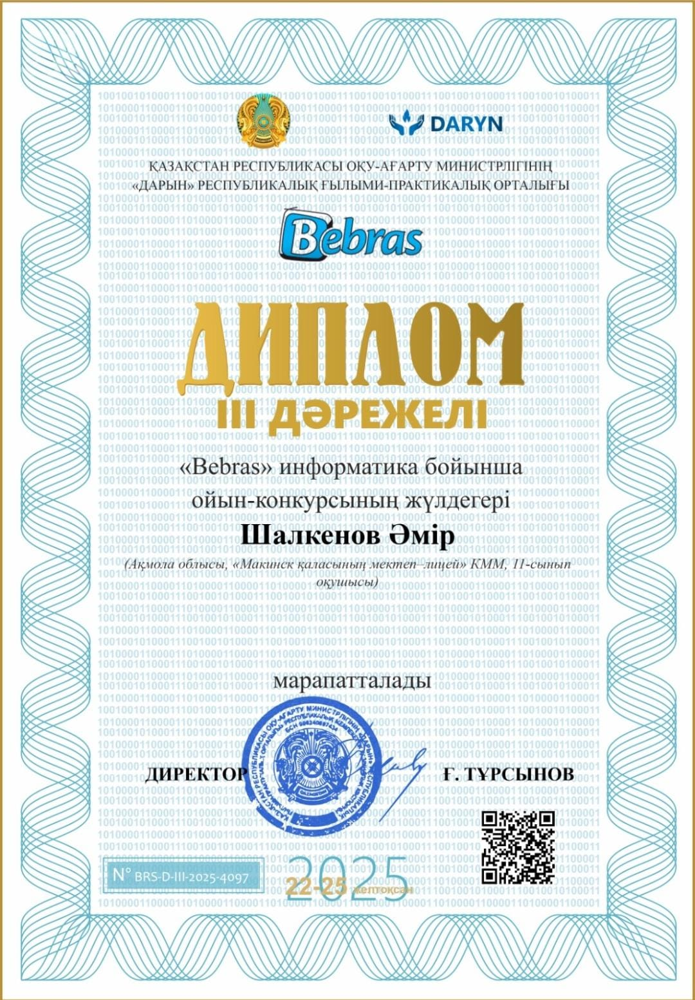 DARYN
ҚАЗАҚСТАН РЕСПУБЛИКАСЫ ОҚУ-АҒАРТУ МИНИСТРЛІГІНІҢ
«ДАРЫН» РЕСПУБЛИКАЛЫҚ ҒЫЛЫМИ-ПРАКТИКАЛЫҚ ОРТАЛЫҒЫ
Bebras
ДИПЛОМ
III ДӘРЕЖЕЛІ
«Bebras» информатика бойынша
ойын-конкурсының жүлдегері
Шалкенов Әмір
(Ақмола облысы, «Макинск қаласының мектеп–лицей» КММ, 11-сынып
оқушысы)
марапатталады
ДИРЕКТОР
Ғ. ТҰРСЫНОВ
N° BRS-D-III-2025-4097
2025
22-25 желтоқсан